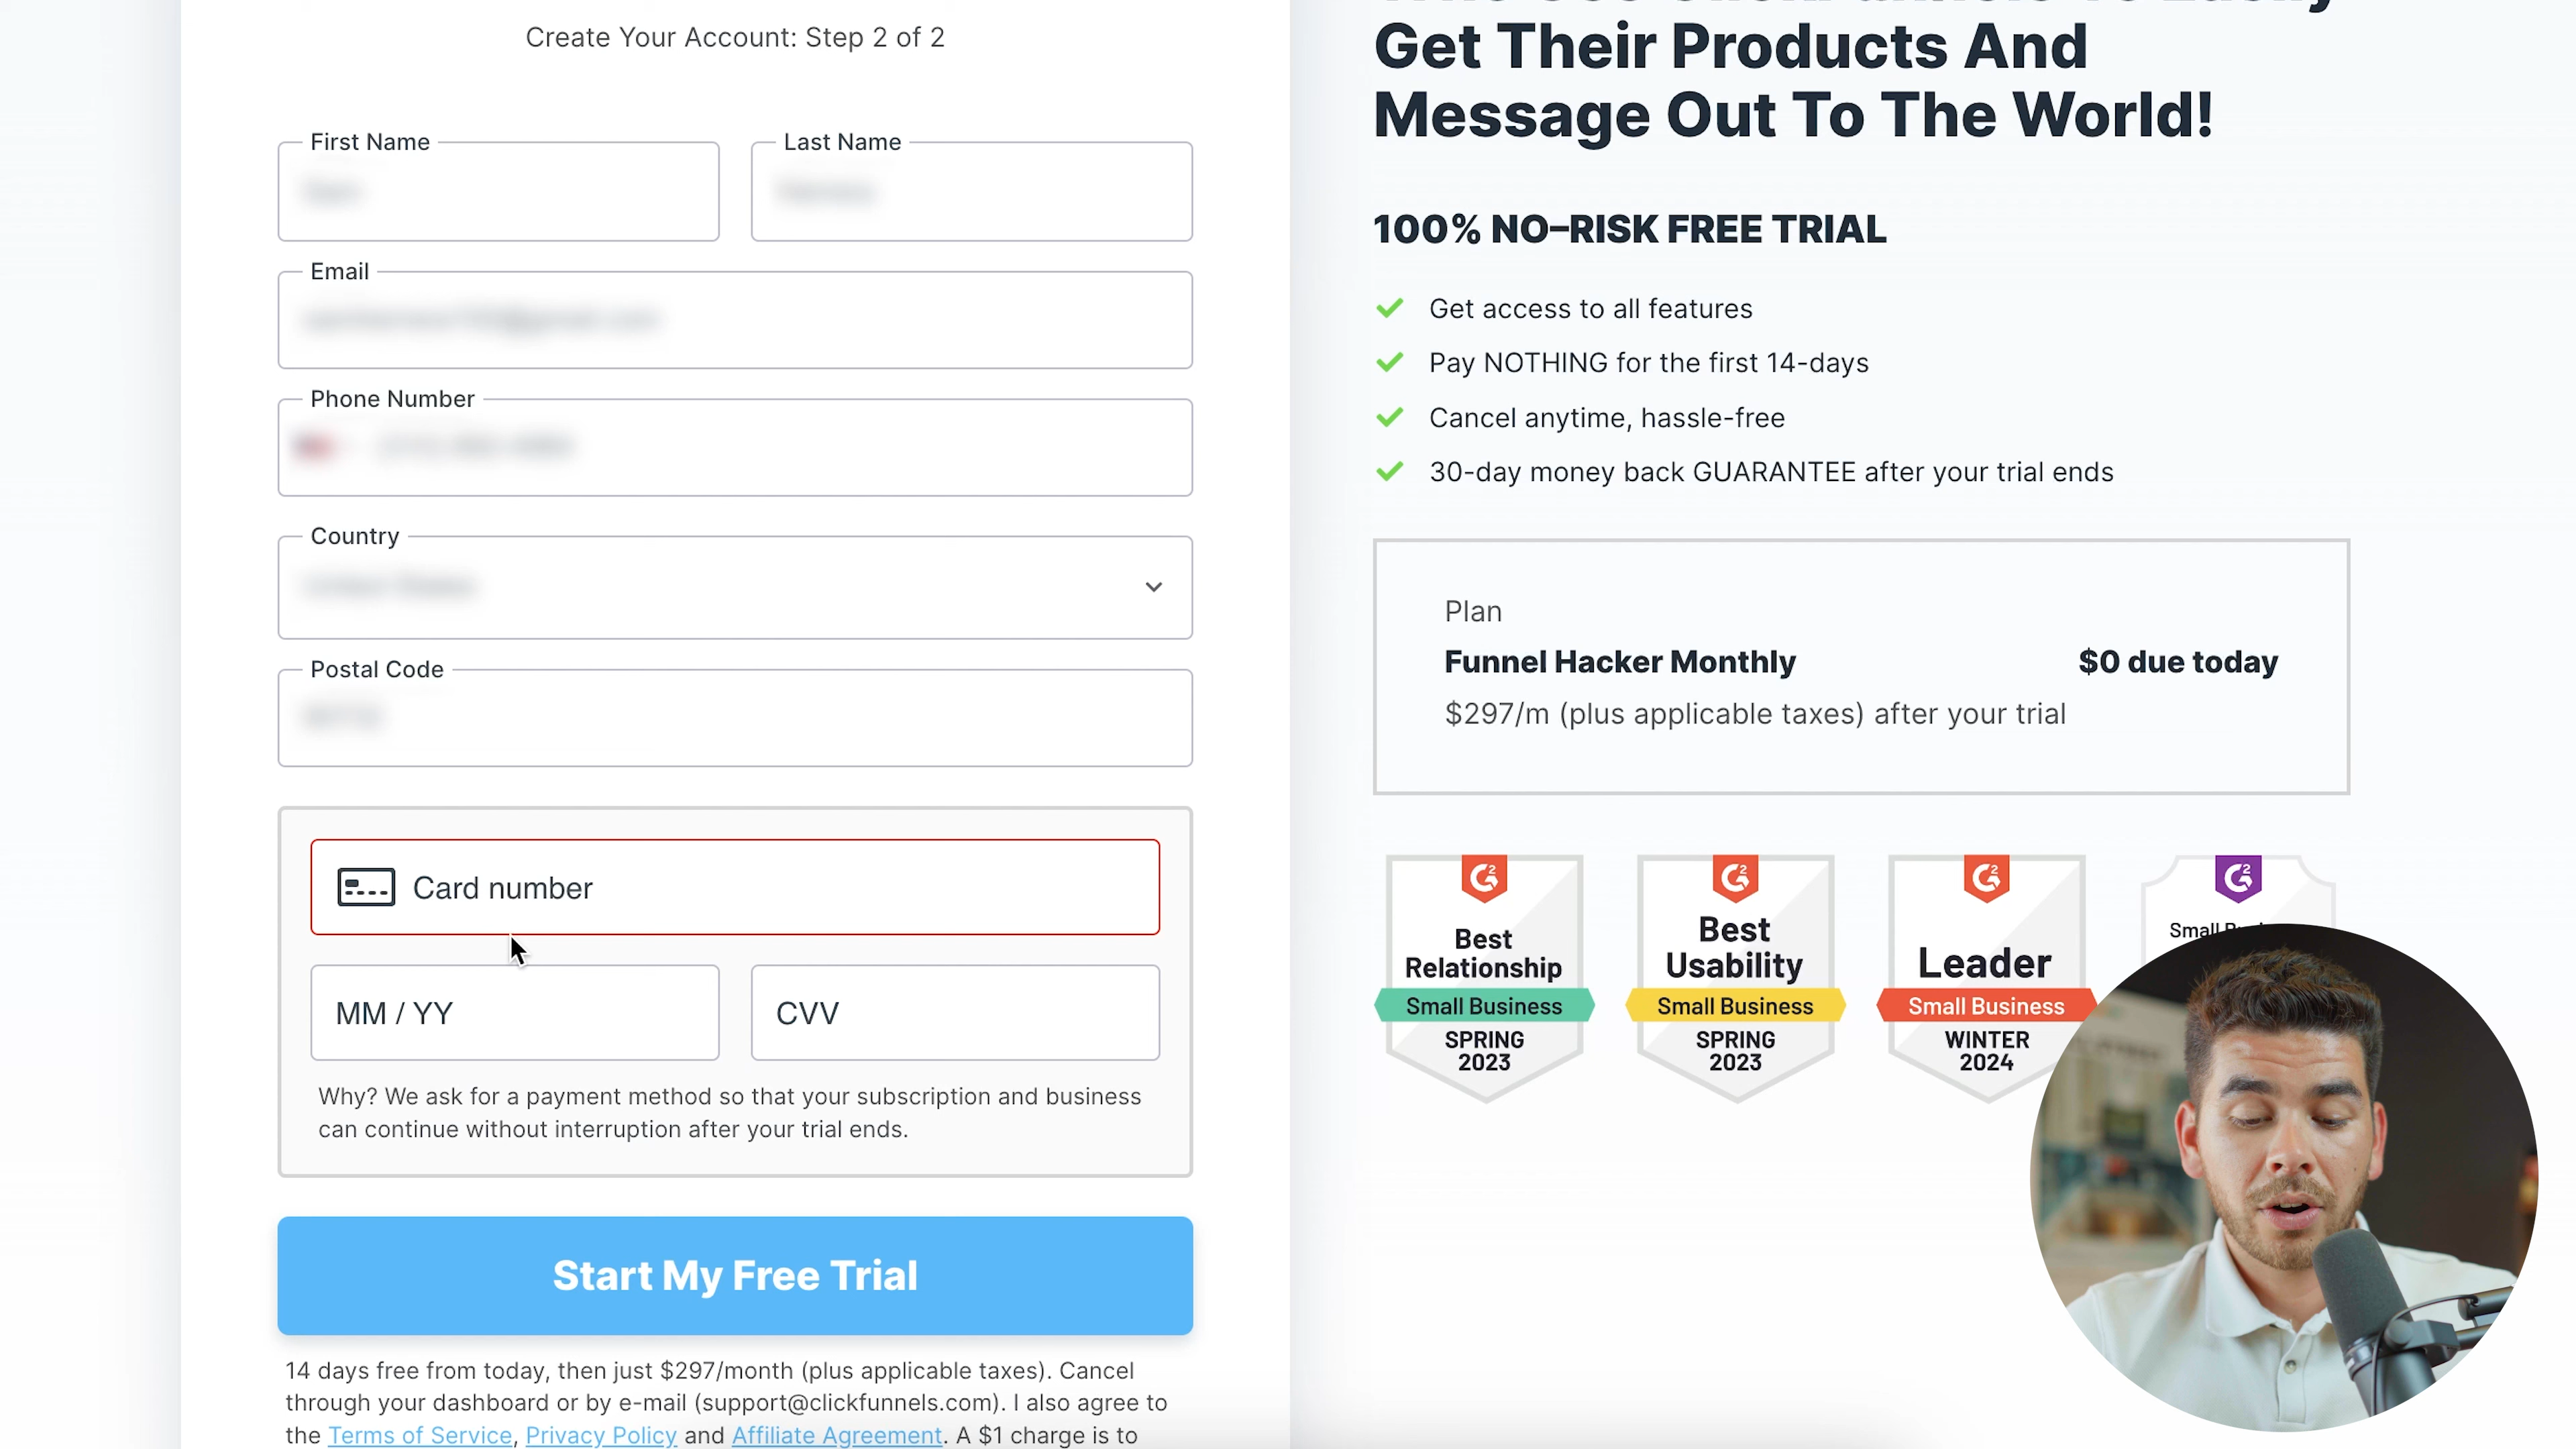 Create Your Account: Step 2 of 2
First Name
Last Name
Email
Phone Number
Country
Postal Code
Card number
MM / YY
CVV
Why? We ask for a payment method so that your subscription and business
can continue without interruption after your trial ends.
Start My Free Trial
14 days free from today, then just $297/month (plus applicable taxes). Cancel
through your dashboard or by e-mail (support@clickfunnels.com). I also agree to
the Terms of Service, Privacy Policy and Affiliate Agreement. A $1 charge is to
Get Their Products And
Message Out To The World!
100% NO-RISK FREE TRIAL
Get access to all features
Pay NOTHING for the first 14-days
Cancel anytime, hassle-free
30-day money back GUARANTEE after your trial ends
Plan
Funnel Hacker Monthly
$0 due today
$297/m (plus applicable taxes) after your trial
Best
Relationship
Small Business
SPRING
2023
Best
Usability
Small Business
SPRING
2023
Leader
Small Business
WINTER
2024
Small